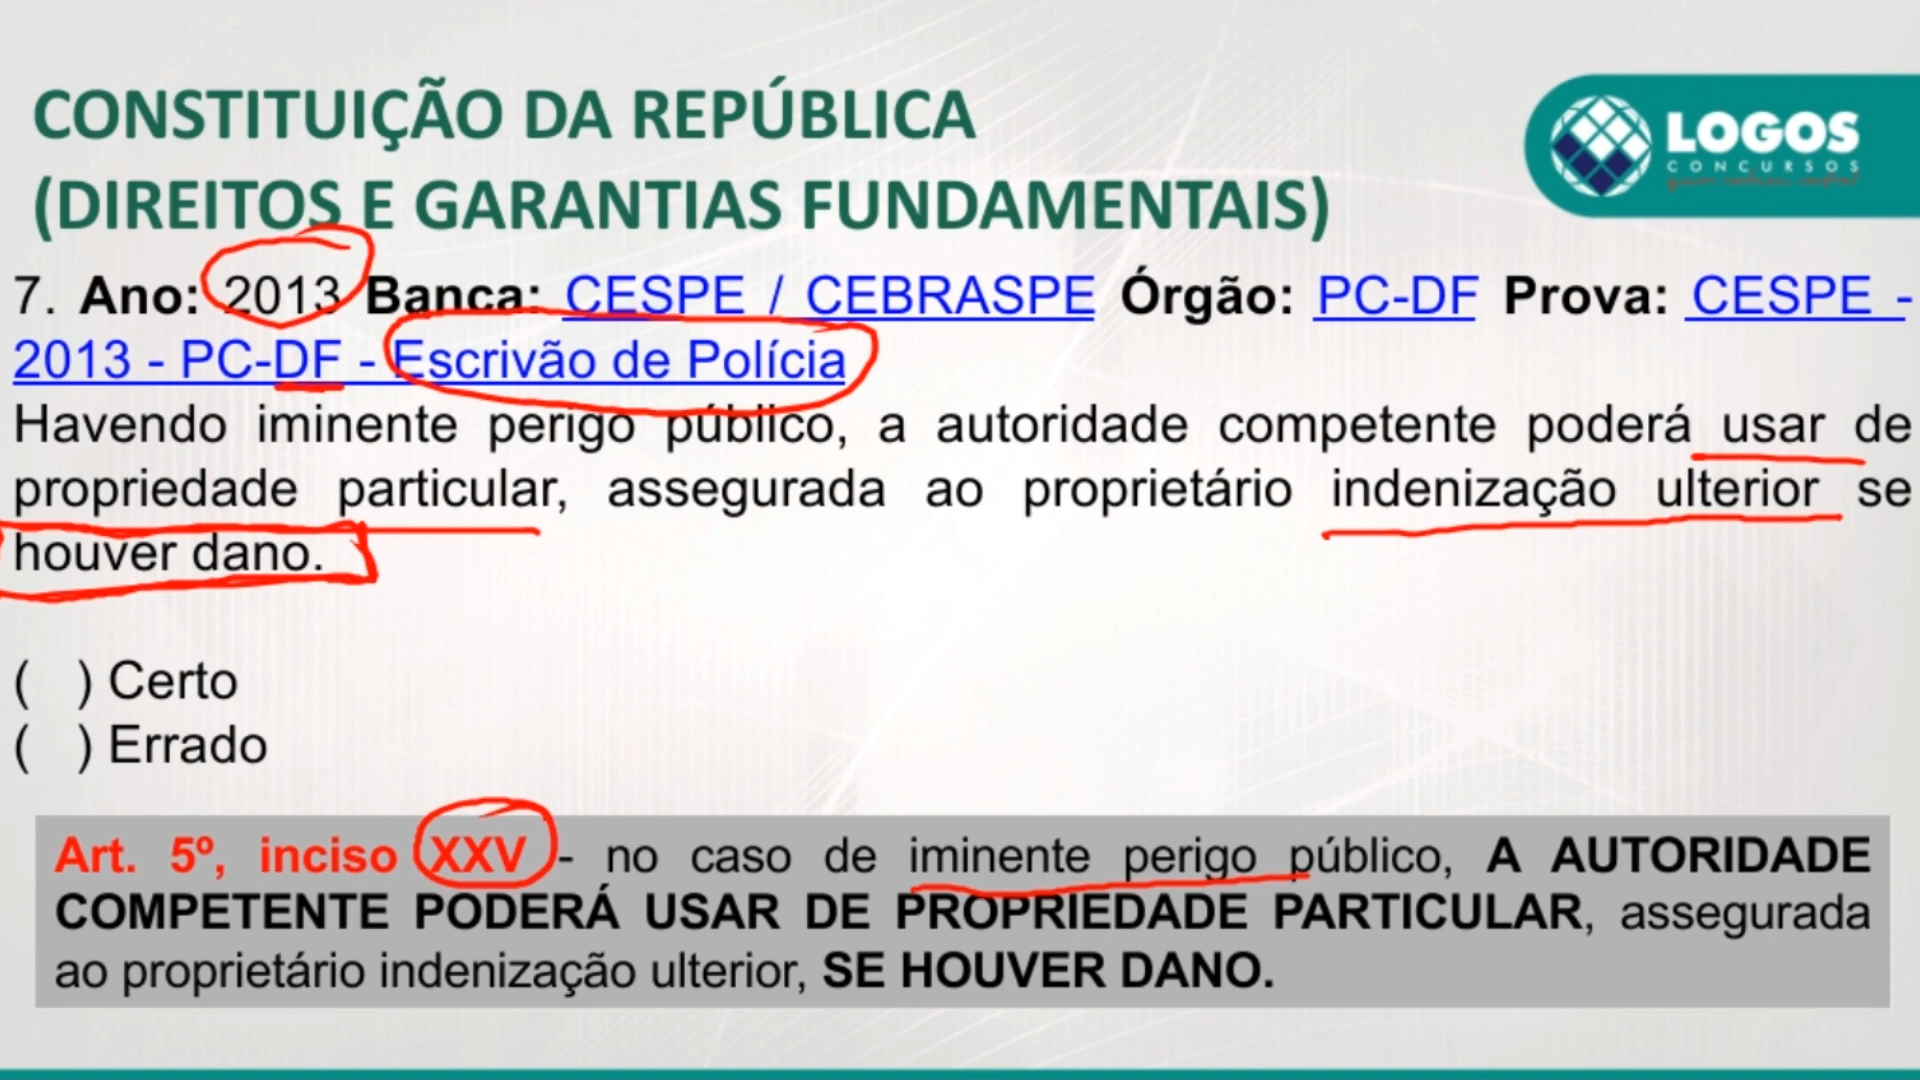 CONSTITUIÇÃO DA REPÚBLICA
(DIREITOS E GARANTIAS FUNDAMENTAIS)
LOGOS
CONCURSOS
7. Ano: 2013 Banca: CESPE / CEBRASPE Órgão: PC-DF Prova: CESPE -
2013 - PC-DF - Escrivão de Polícia
Havendo iminente perigo público, a autoridade competente poderá usar de
propriedade particular, assegurada ao proprietário indenização ulterior se
houver dano.
( ) Certo
( ) Errado
Art. 5º, inciso XXV - no caso de iminente perigo público, A AUTORIDADE
COMPETENTE PODERÁ USAR DE PROPRIEDADE PARTICULAR, assegurada
ao proprietário indenização ulterior, SE HOUVER DANO.